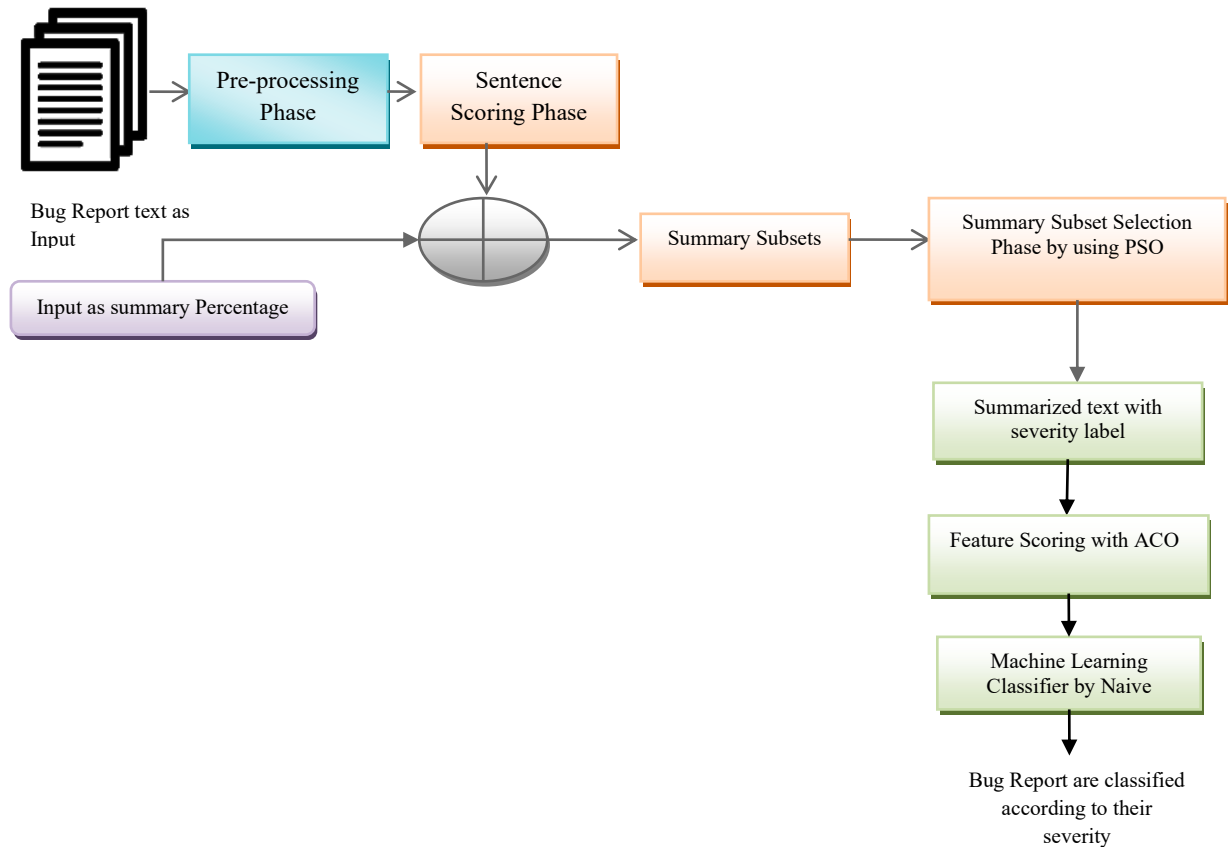 Pre-processing
Phase
Sentence
Scoring Phase
Bug Report text as
Input
Input as summary Percentage
Summary Subsets
Summary Subset Selection
Phase by using PSO
Summarized text with
severity label
Feature Scoring with ACO
Machine Learning
Classifier by Naive
Bug Report are classified
according to their
severity